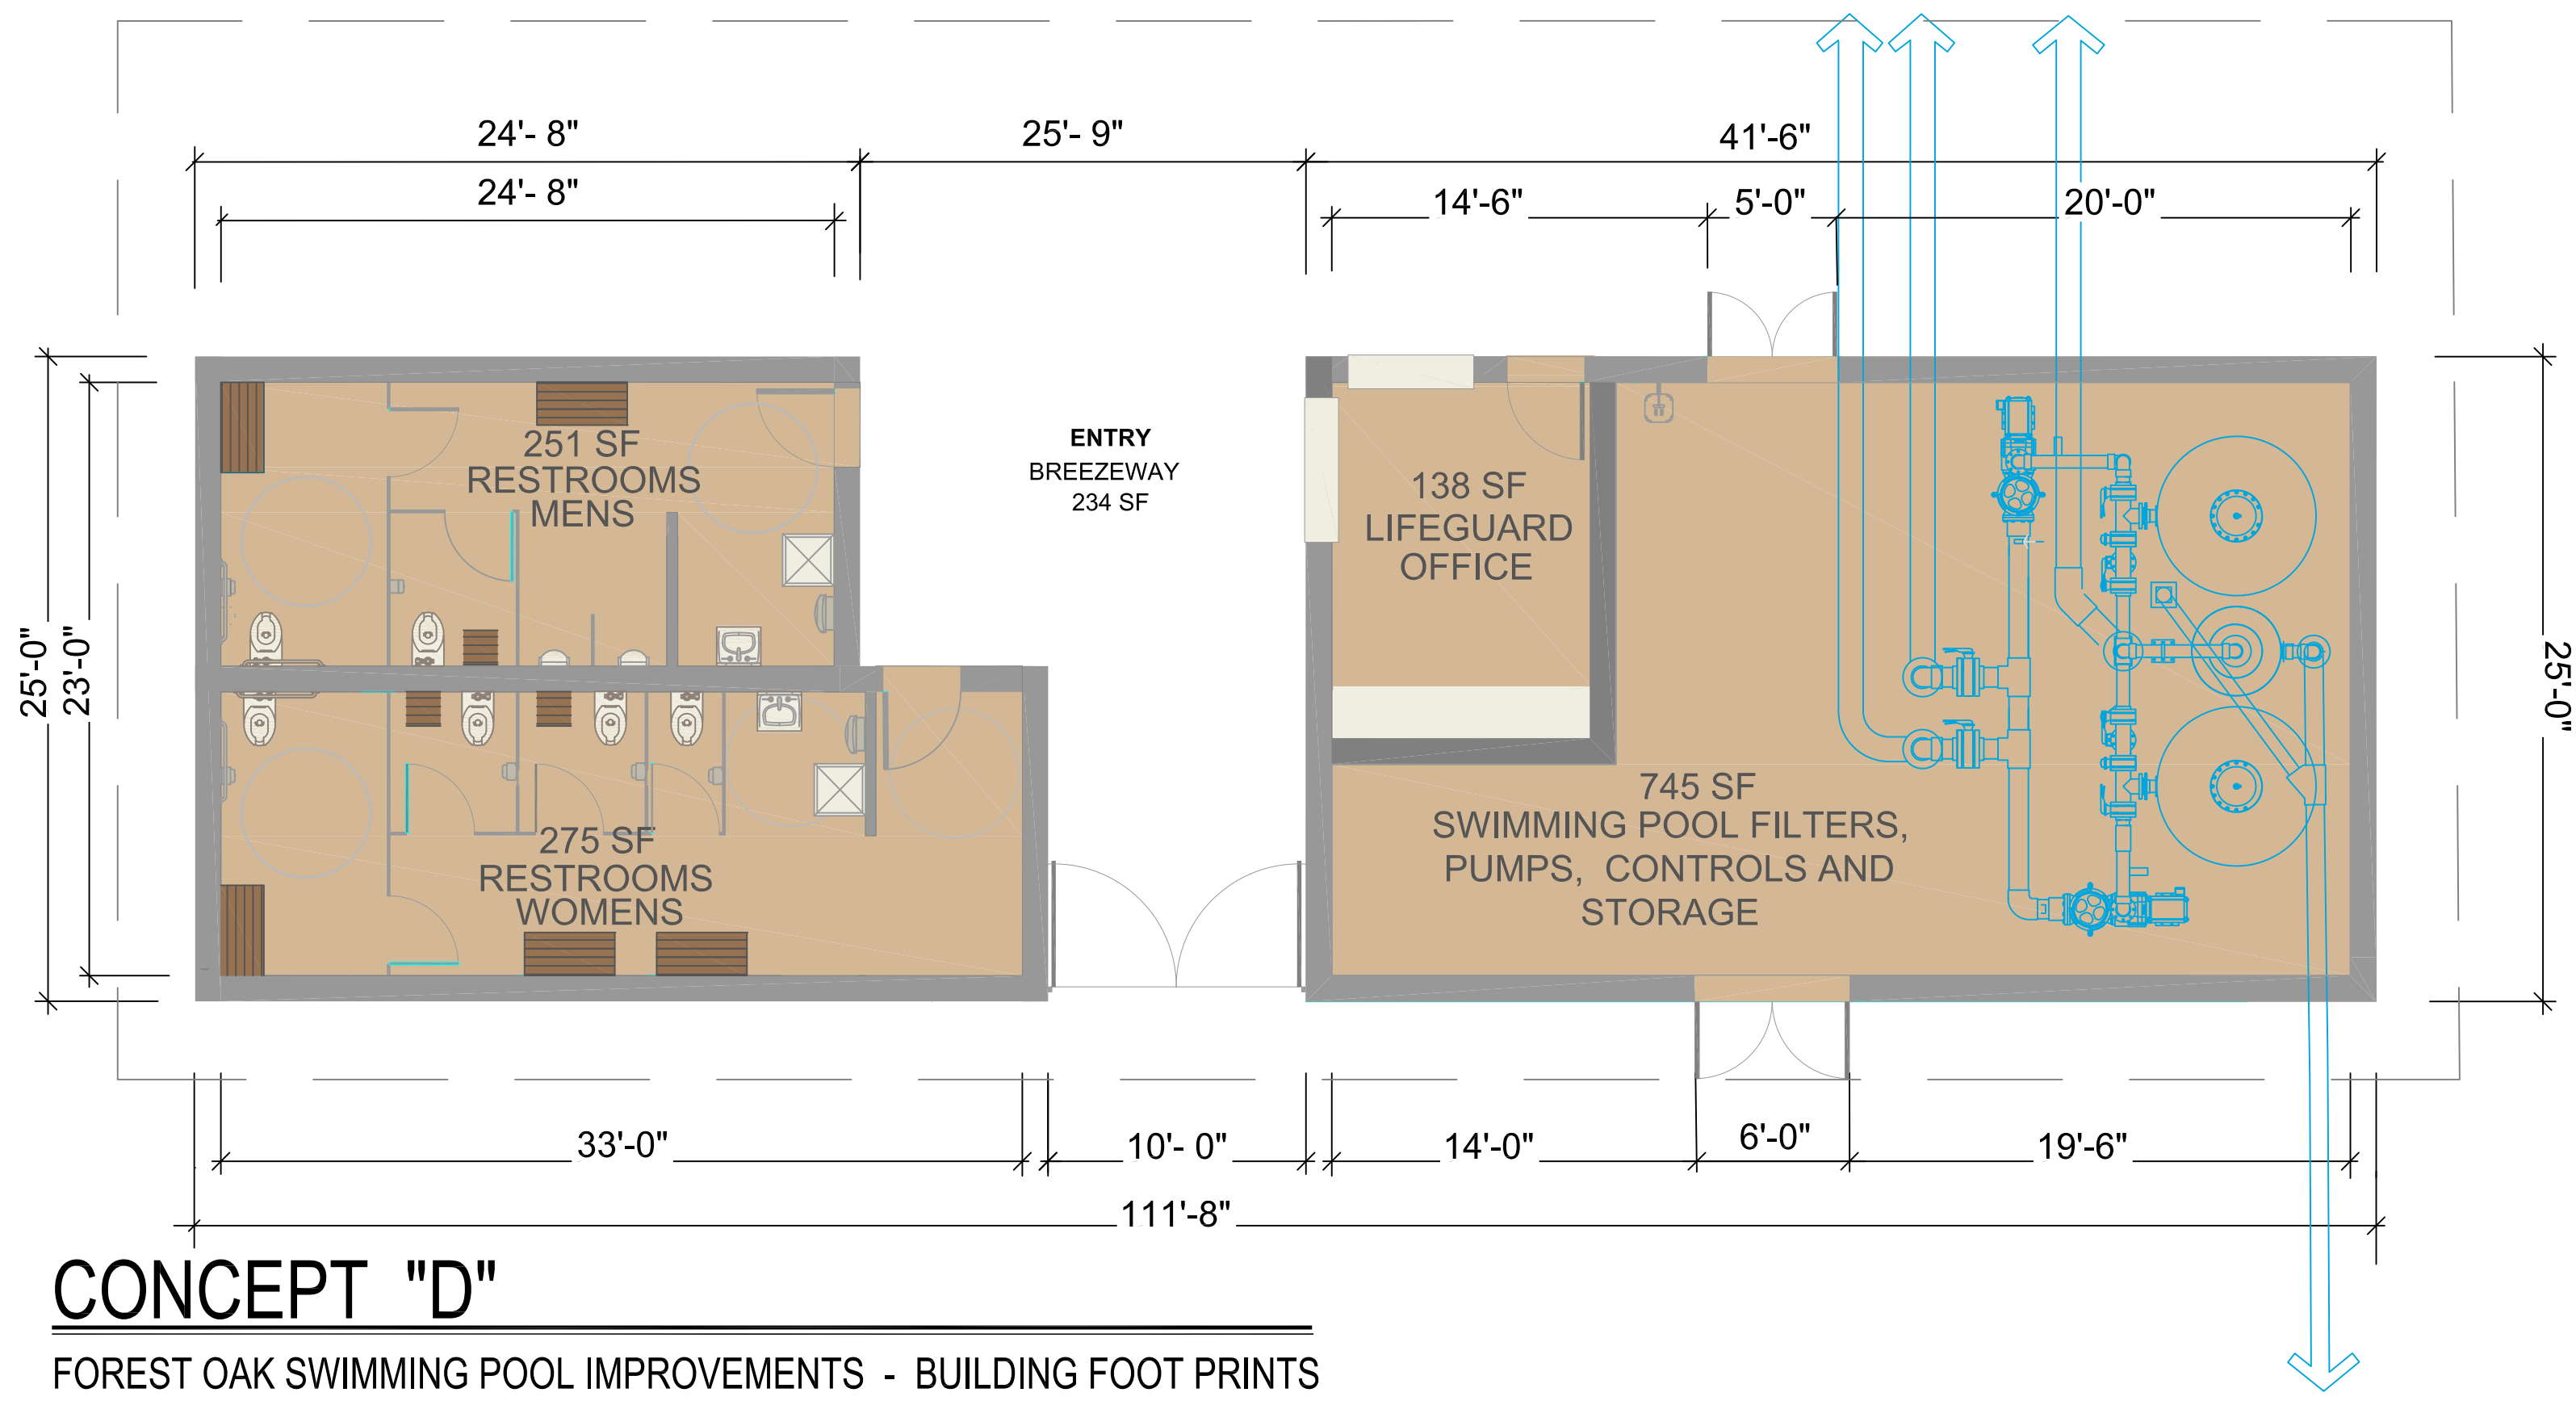 24'- 8"
25'- 9"
41'-6"
24'- 8"
14'-6"
5'-0"
20'-0"
25'-0"
23'-0"
251 SF
RESTROOMS
MENS
ENTRY
BREEZEWAY
234 SF
138 SF
LIFEGUARD
OFFICE
25'-0"
275 SF
RESTROOMS
WOMENS
745 SF
SWIMMING POOL FILTERS,
PUMPS, CONTROLS AND
STORAGE
33'-0"
10'- 0"
14'-0"
6'-0"
19'-6"
111'-8"
CONCEPT "D"
FOREST OAK SWIMMING POOL IMPROVEMENTS - BUILDING FOOT PRINTS